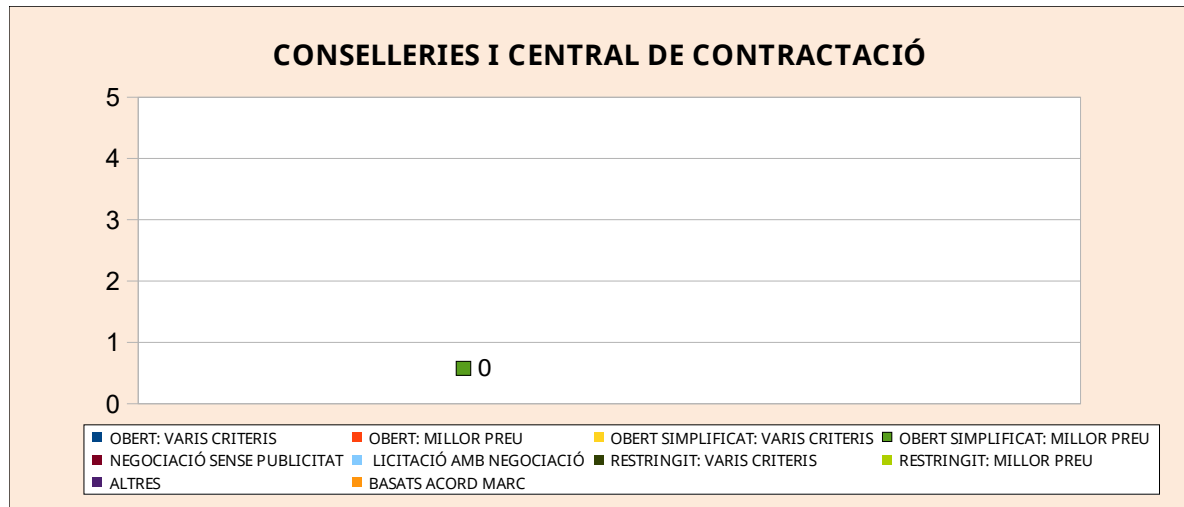 CONSELLERIES I CENTRAL DE CONTRACTACIÓ
5
4
3
2
1
0
0
OBERT: VARIS CRITERIS OBERT: MILLOR PREU OBERT SIMPLIFICAT: VARIS CRITERIS OBERT SIMPLIFICAT: MILLOR PREU
NEGOCIACIÓ SENSE PUBLICITAT LICITACIÓ AMB NEGOCIACIÓ RESTRINGIT: VARIS CRITERIS RESTRINGIT: MILLOR PREU
ALTRES BASATS ACORD MARC